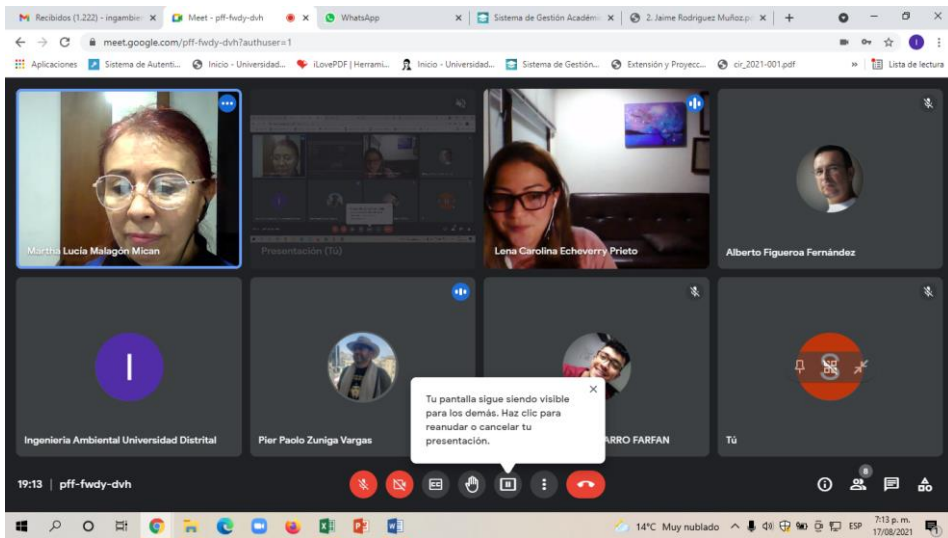 Recibidos (1.222) - ingambie
Meet - pff-fwdy-dvh
WhatsApp
Sistema de Gestión Académi
2. Jaime Rodriguez Muñoz.p
meet.google.com/pff-fwdy-dvh?authuser=1
Aplicaciones
Sistema de Autenti...
Inicio - Universidad...
iLovePDF | Herrami...
Inicio - Universidad...
Sistema de Gestión...
Extensión y Proyecc...
cir_2021-001.pdf
»
Lista de lectura
Martha Lucía Malagón Mican
Presentación (Tú)
Lena Carolina Echeverry Prieto
Alberto Figueroa Fernández
I
S
Ingenieria Ambiental Universidad Distrital
Pier Paolo Zuniga Vargas
ARRO FARFAN
Tú
Tu pantalla sigue siendo visible
para los demás. Haz clic para
reanudar o cancelar tu
presentación.
19:13 | pff-fwdy-dvh
8
14°C Muy nublado
ESP
7:13 p. m.
17/08/2021